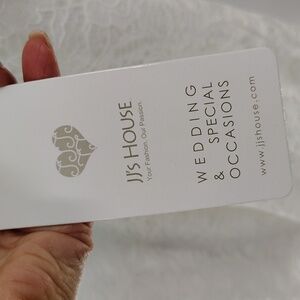 JJ's HOUSE
Your Fashion, Our Passion
WEDDING
& SPECIAL
OCCASIONS
www.jjshouse.com